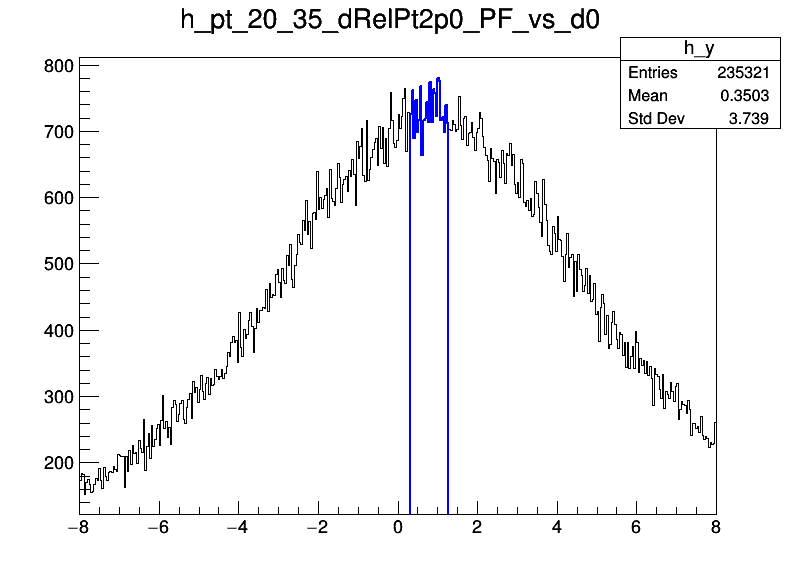 h_pt_20_35_dRelPt2p0_PF_vs_d0
h_y
Entries 235321
Mean 0.3503
Std Dev 3.739
800
700
600
500
400
300
200
−8 −6 −4 −2 0 2 4 6 8